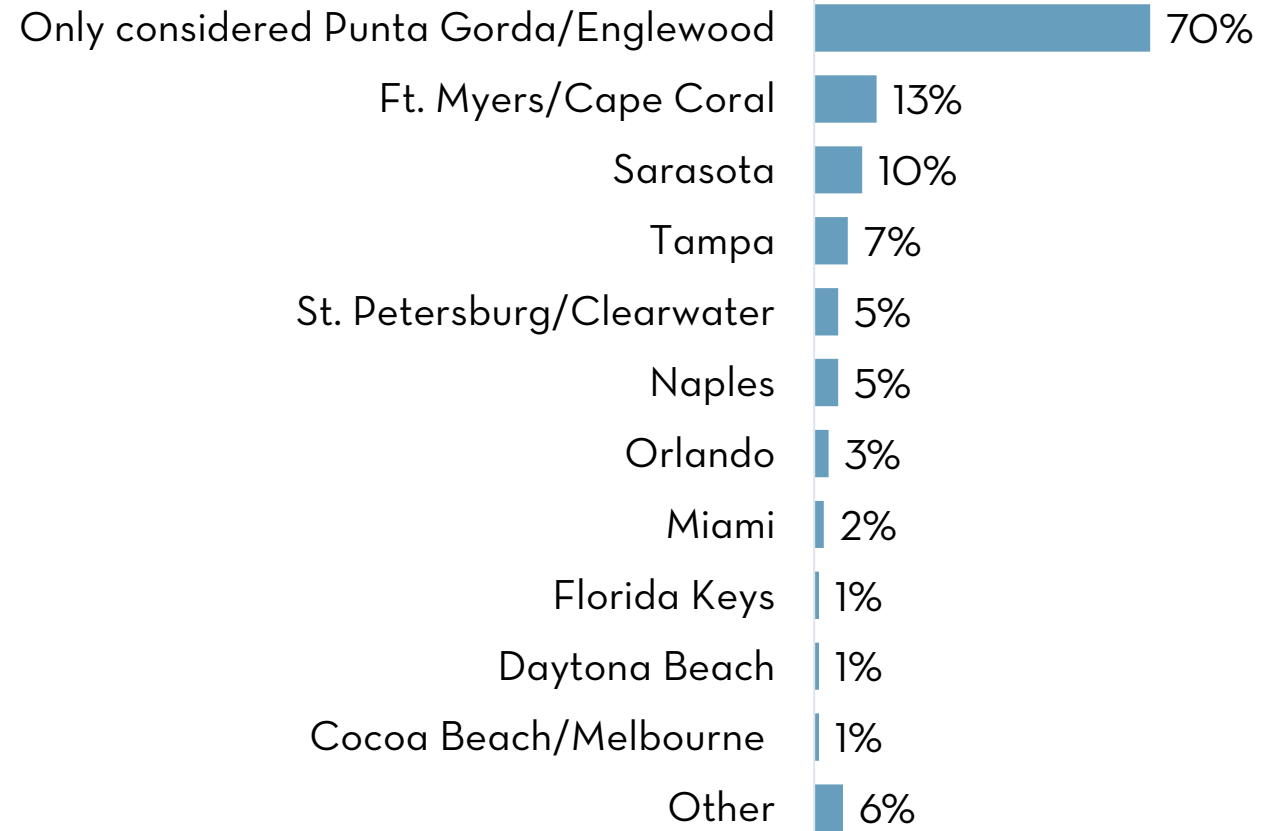 Only considered Punta Gorda/Englewood 70%
Ft. Myers/Cape Coral 13%
Sarasota 10%
Tampa 7%
St. Petersburg/Clearwater 5%
Naples 5%
Orlando 3%
Miami 2%
Florida Keys 1%
Daytona Beach 1%
Cocoa Beach/Melbourne 1%
Other 6%